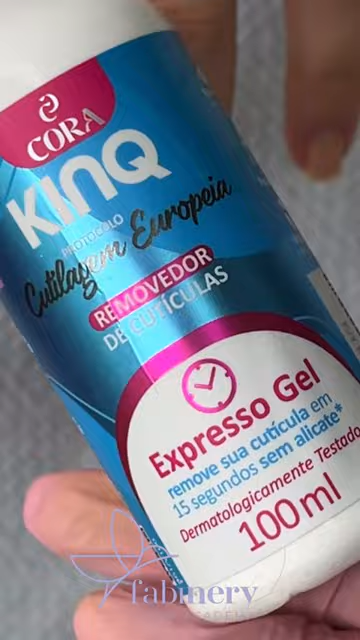 CORA
KINQ
PROTOCOLO
Cutilagem Europeia
REMOVEDOR
DE CUTÍCULAS
Expresso Gel
remove sua cutícula em
15 segundos sem alicate*
Dermatologicamente Testado
100ml
fabinery